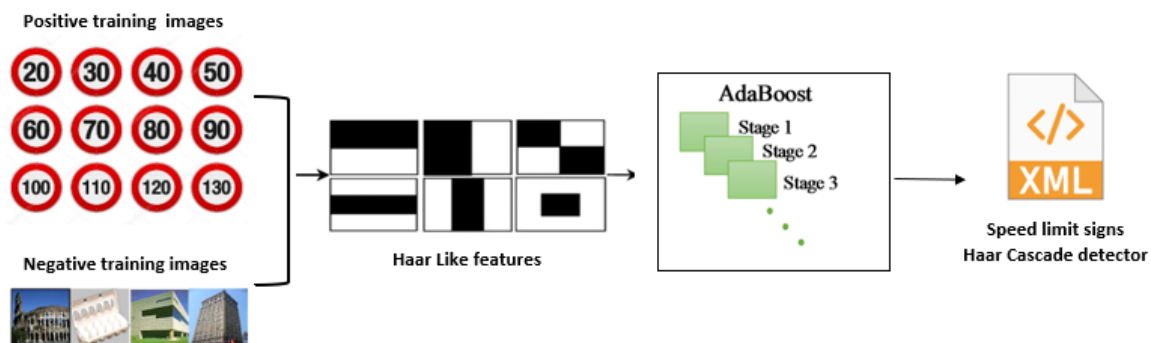 Positive training images
20 30 40 50
60 70 80 90
100 110 120 130
Negative training images
Haar Like features
AdaBoost
Stage 1
Stage 2
Stage 3
</>
XML
Speed limit signs
Haar Cascade detector